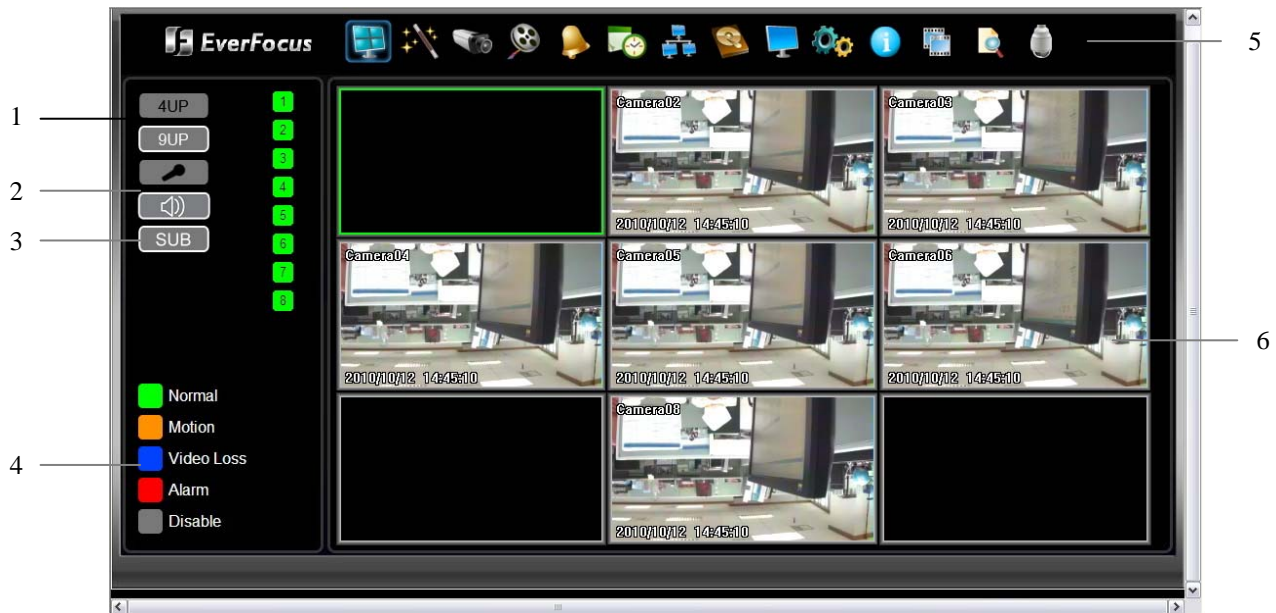 EverFocus
5
1
4UP
1
9UP
2
3
2
4
5
3
SUB
6
7
8
Camera02
Camera03
2010/10/12 14:45:10
2010/10/12 14:45:10
Camera04
Camera05
Camera06
6
2010/10/12 14:45:10
2010/10/12 14:45:10
2010/10/12 14:45:10
Normal
Motion
4
Video Loss
Alarm
Disable
Camera08
2010/10/12 14:45:10